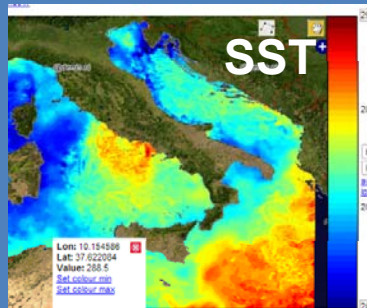 SST
Lon: 10.154586
Lat: 37.622084
Value: 288.5
Set colour min
Set colour max